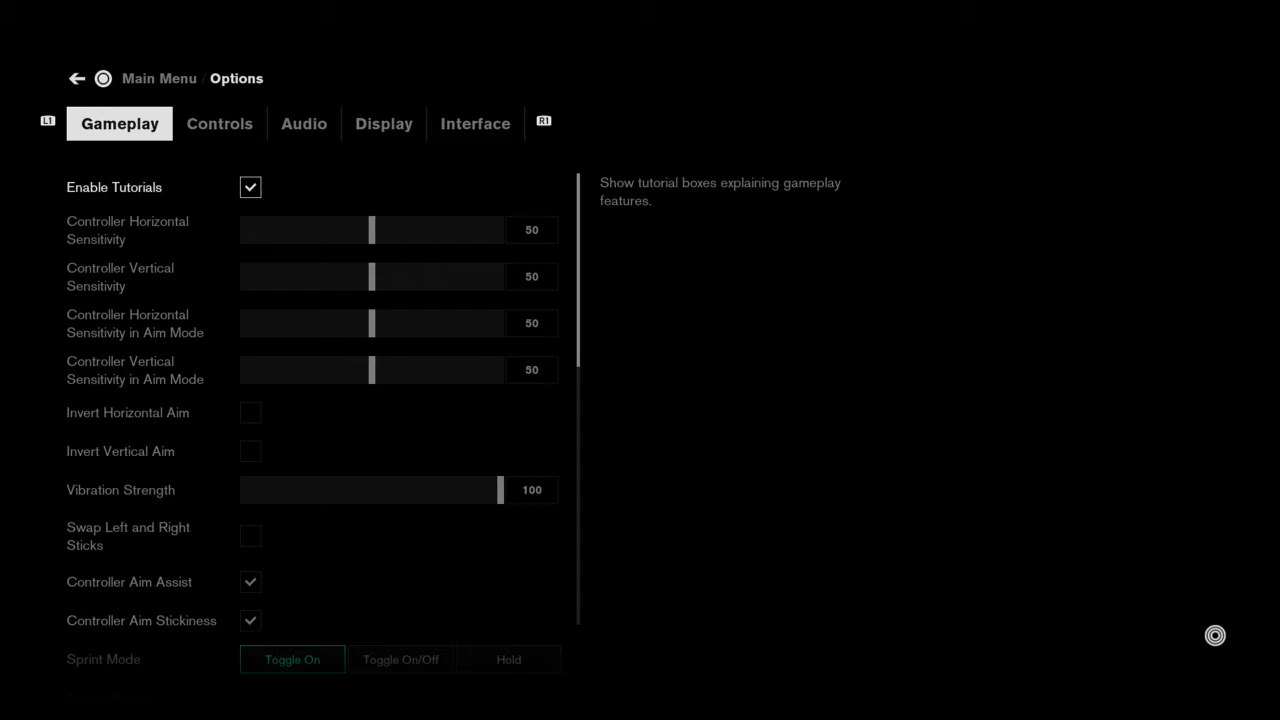 Main Menu / Options
L1 Gameplay Controls Audio Display Interface R1
Enable Tutorials
Show tutorial boxes explaining gameplay
features.
Controller Horizontal
Sensitivity
50
Controller Vertical
Sensitivity
50
Controller Horizontal
Sensitivity in Aim Mode
50
Controller Vertical
Sensitivity in Aim Mode
50
Invert Horizontal Aim
Invert Vertical Aim
Vibration Strength 100
Swap Left and Right
Sticks
Controller Aim Assist
Controller Aim Stickiness
Sprint Mode Toggle On Toggle On/Off Hold